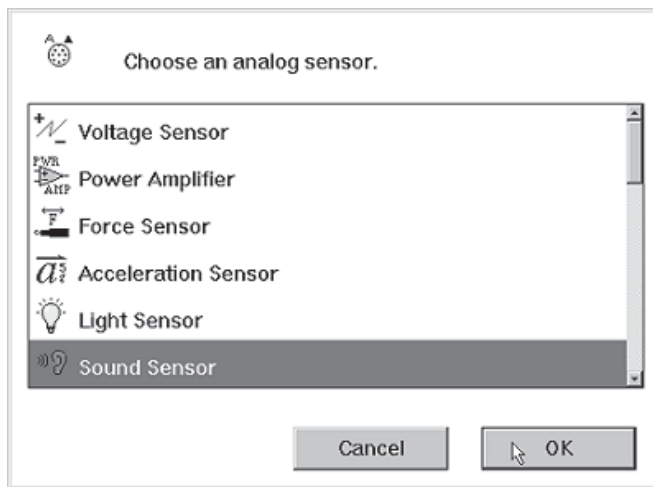 A
Choose an analog sensor.
Voltage Sensor
PWR
AMP
Power Amplifier
F
Force Sensor
a
Acceleration Sensor
Light Sensor
Sound Sensor
Cancel
OK